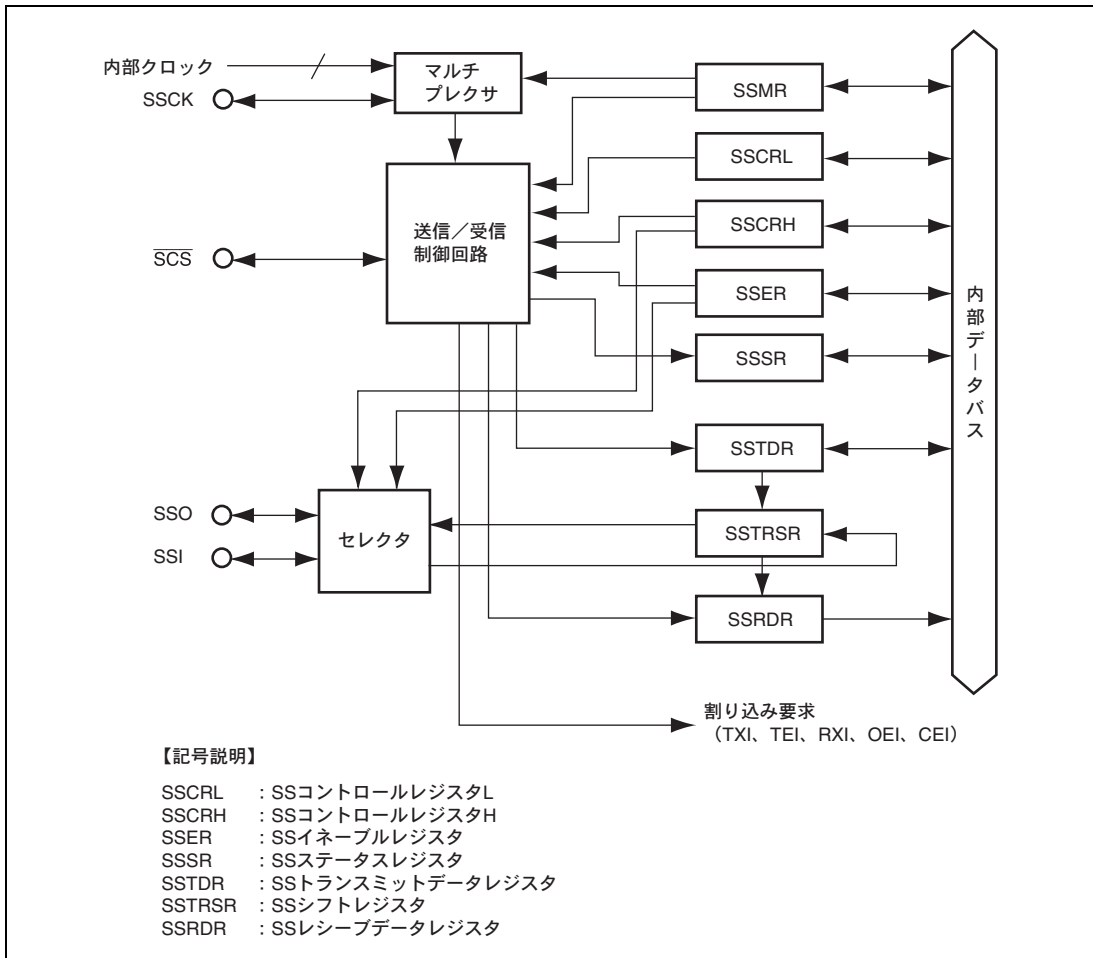 内部クロック
マルチ
プレクサ
SSMR
SSCK
SSCRL
送信／受信
制御回路
SSCRH
SCS
SSER
内部データバス
SSSR
SSTDR
SSO
セレクタ
SSTRSR
SSI
SSRDR
割り込み要求
（TXI、TEI、RXI、OEI、CEI）
【記号説明】
SSCRL ：SSコントロールレジスタL
SSCRH ：SSコントロールレジスタH
SSER ：SSイネーブルレジスタ
SSSR ：SSステータスレジスタ
SSTDR ：SSトランスミットデータレジスタ
SSTRSR ：SSシフトレジスタ
SSRDR ：SSレシーブデータレジスタ